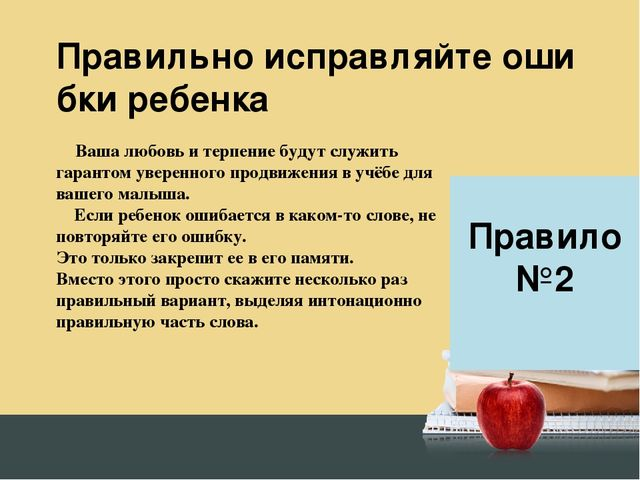 Правильно исправляйте оши
бки ребенка
Ваша любовь и терпение будут служить
гарантом уверенного продвижения в учёбе для
вашего малыша.
Если ребенок ошибается в каком-то слове, не
повторяйте его ошибку.
Это только закрепит ее в его памяти.
Вместо этого просто скажите несколько раз
правильный вариант, выделяя интонационно
правильную часть слова.
Правило
№2